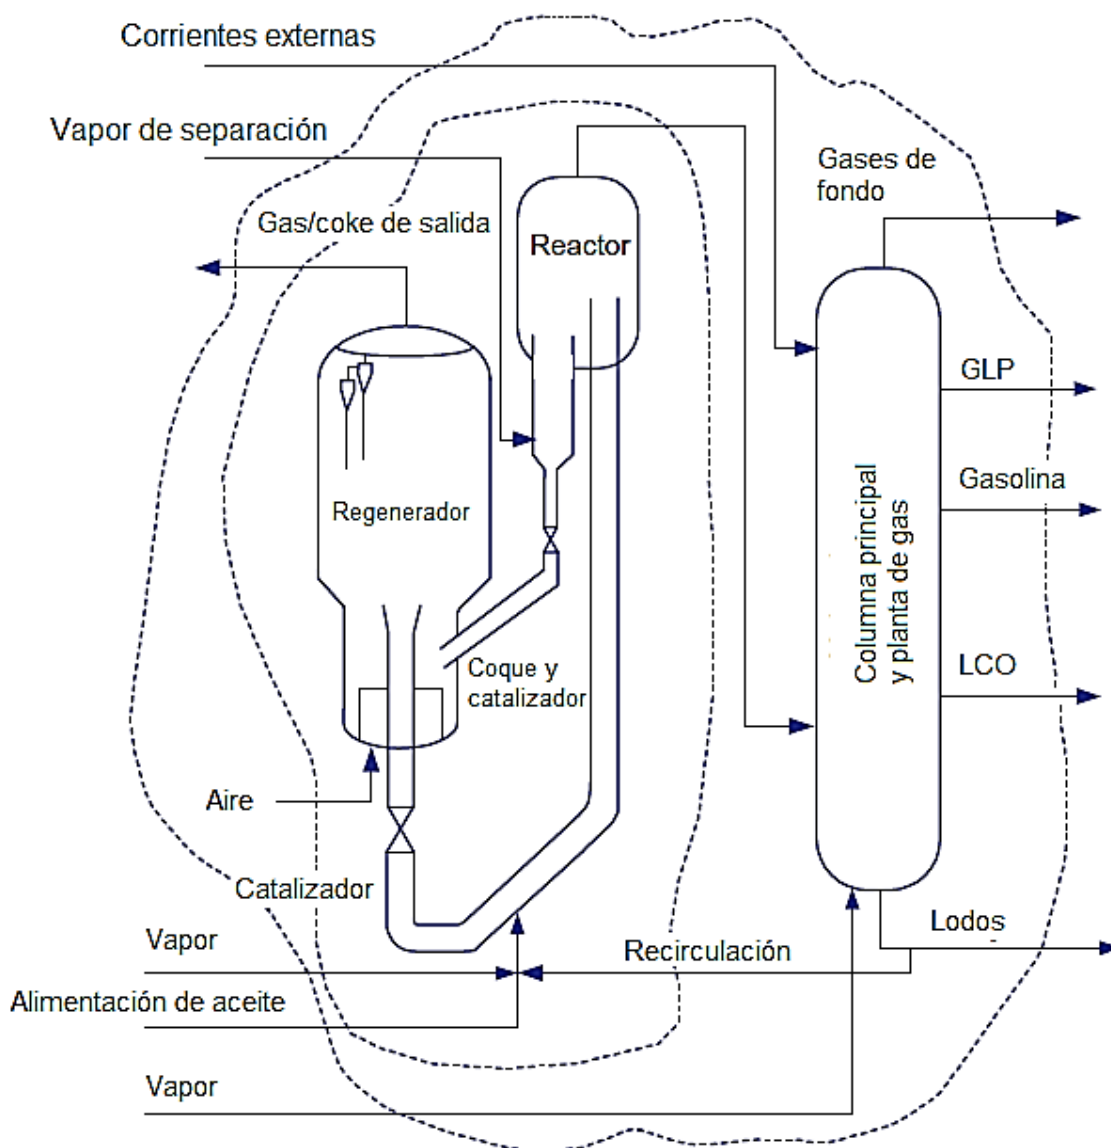 Corrientes externas
Vapor de separación
Gases de
fondo
Gas/coke de salida
Reactor
GLP
Gasolina
Regenerador
Columna principal
y planta de gas
Coque y
catalizador
LCO
Aire
Catalizador
Vapor
Recirculación
Lodos
Alimentación de aceite
Vapor